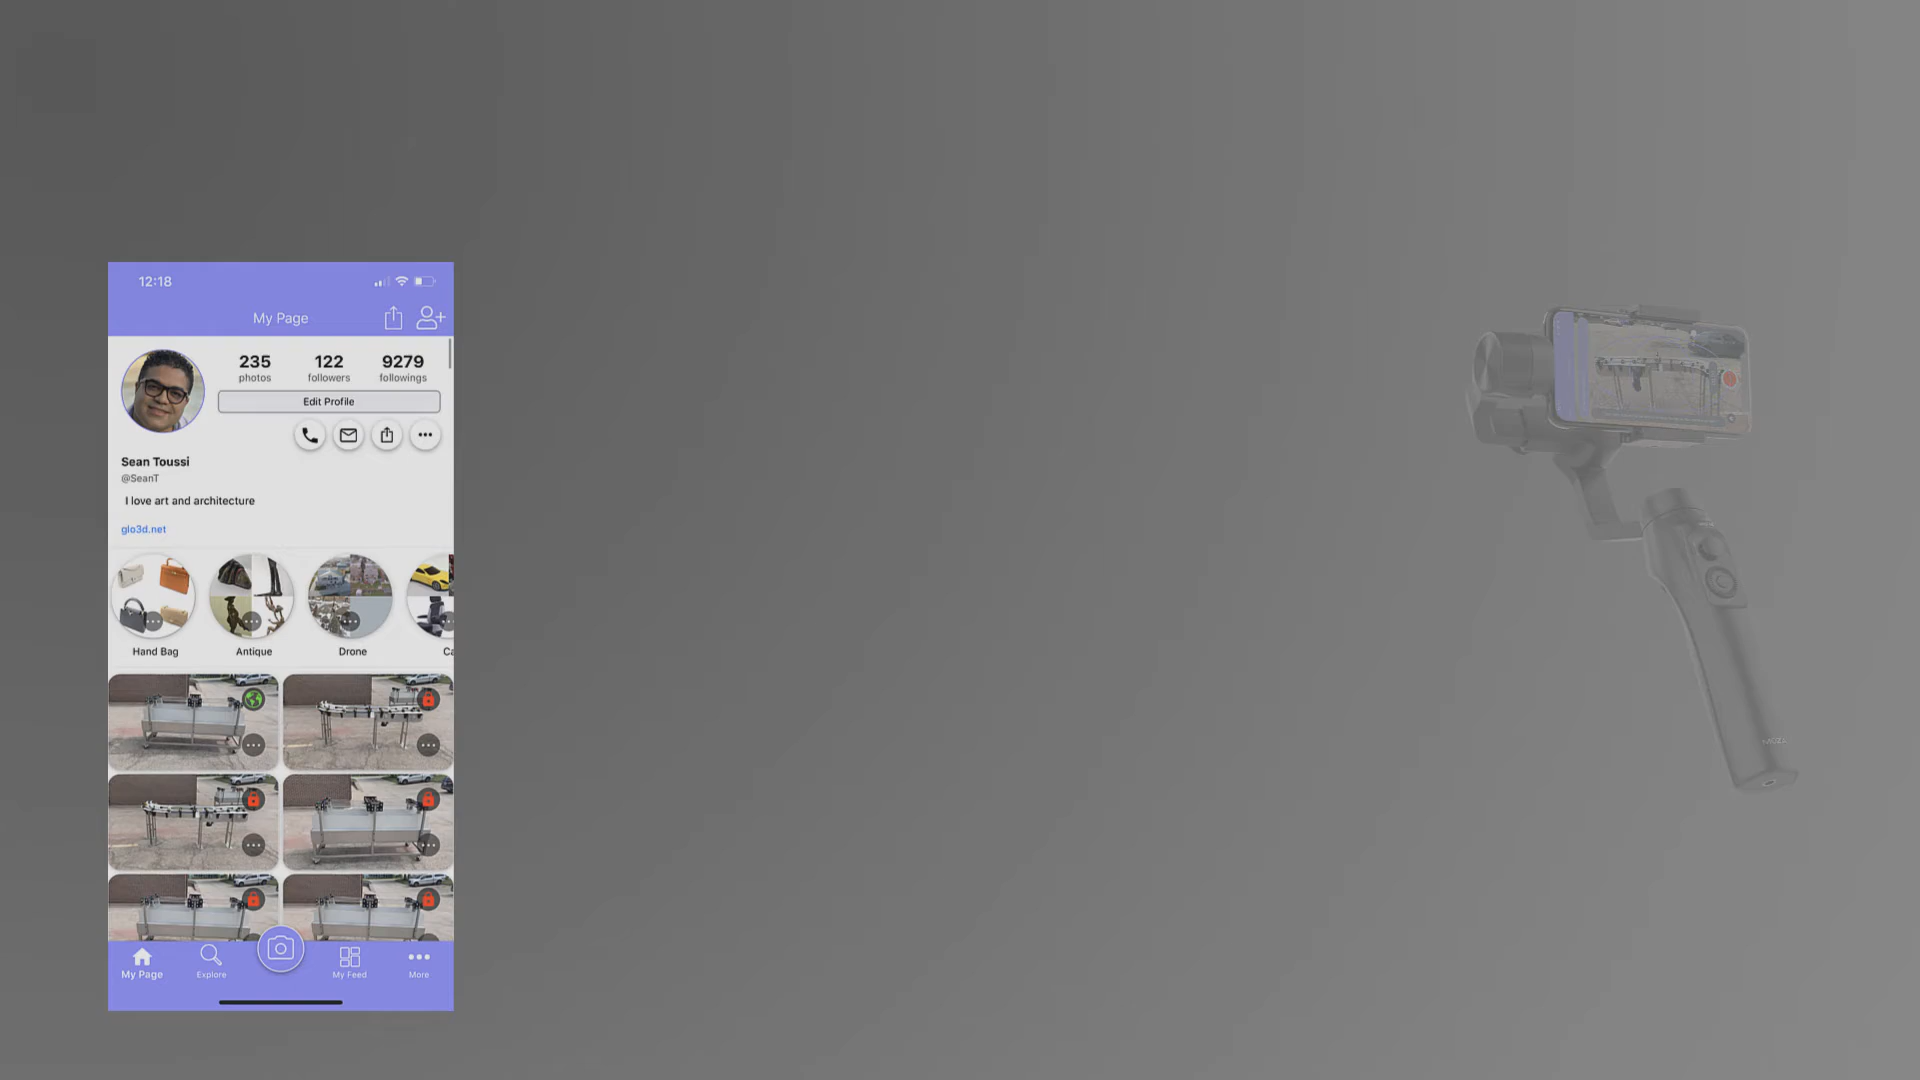 12:18
My Page
235 122 9279
photos followers followings
Edit Profile
Sean Toussi
@SeanT
I love art and architecture
glo3d.net
Hand Bag Antique Drone Ca
My Page Explore My Feed More